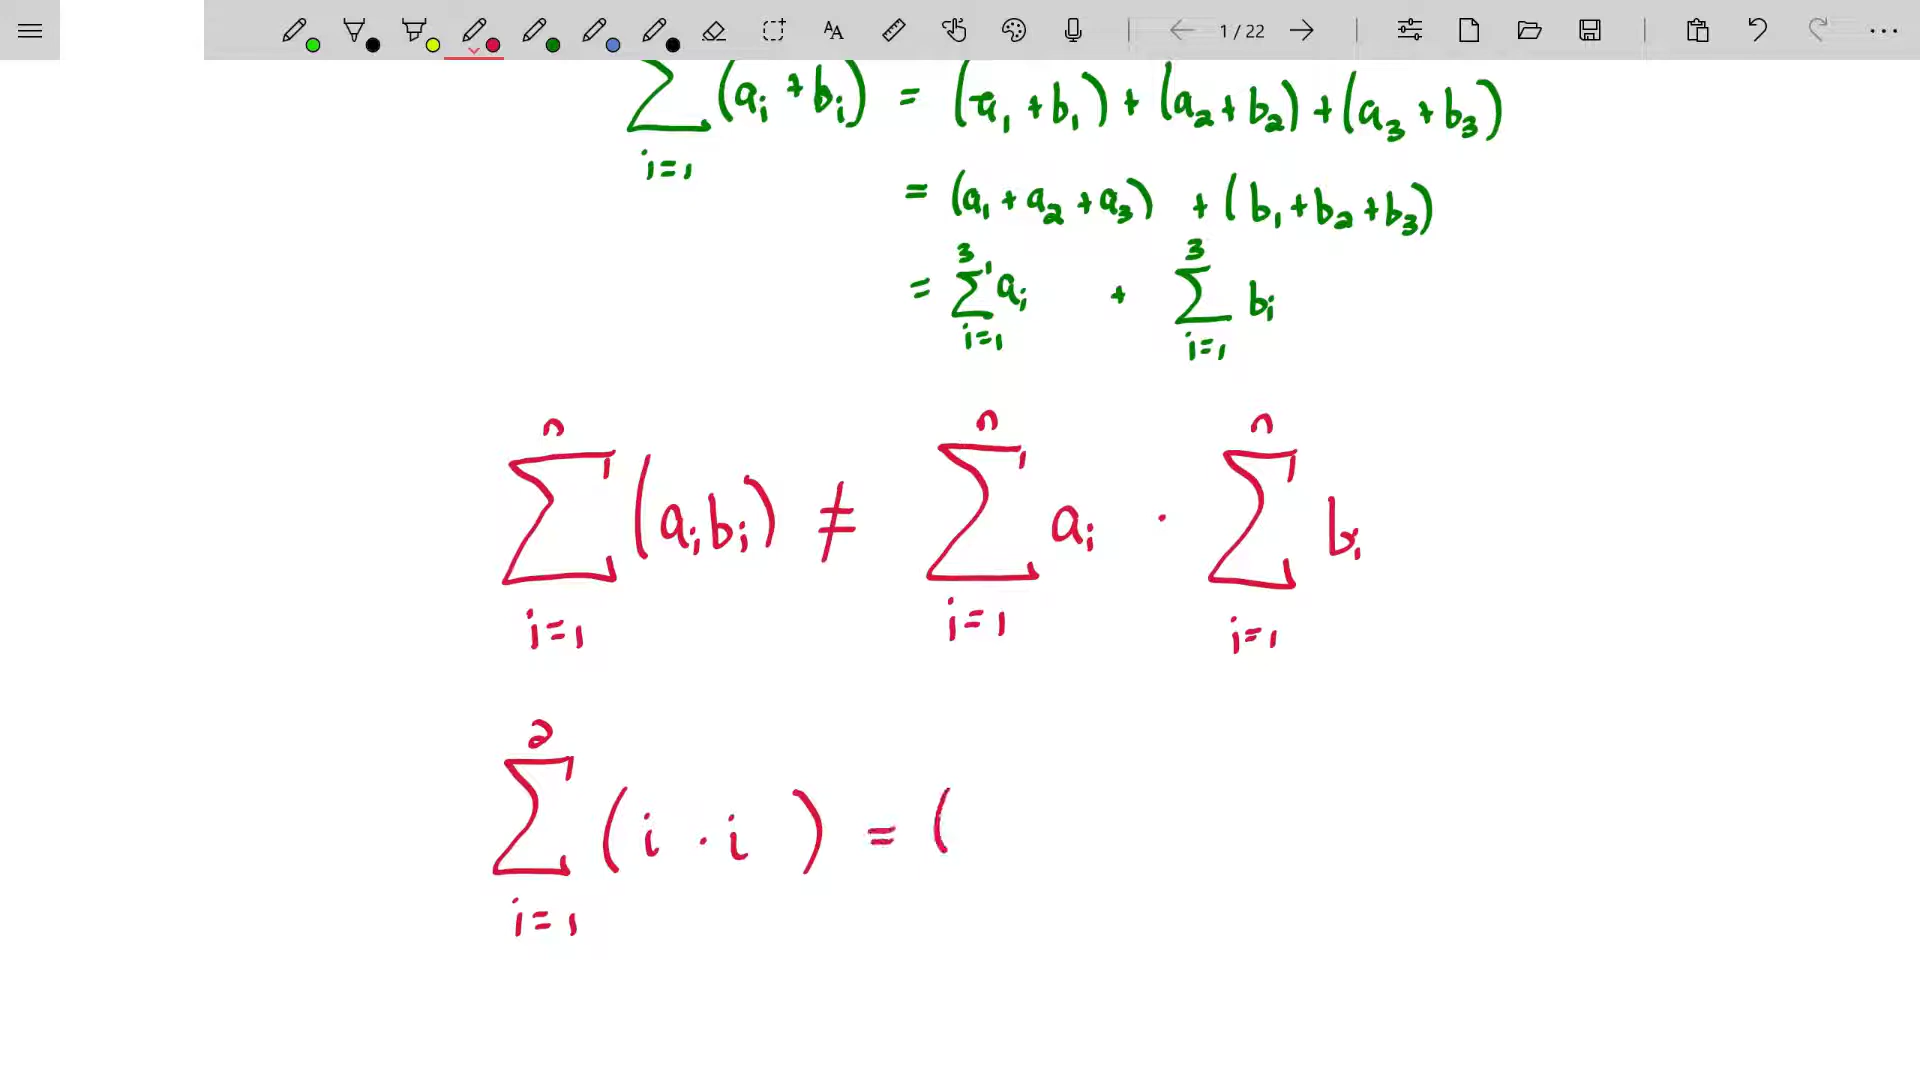 1 / 22
∑ i=1 (aᵢ + bᵢ) = (a₁ + b₁) + (a₂ + b₂) + (a₃ + b₃)
= (a₁ + a₂ + a₃) + (b₁ + b₂ + b₃)
= 3 ∑ i=1 aᵢ + 3 ∑ i=1 bᵢ
n ∑ i=1 (aᵢbᵢ) ≠ n ∑ i=1 aᵢ · n ∑ i=1 bᵢ
2 ∑ i=1 (i · i) = (